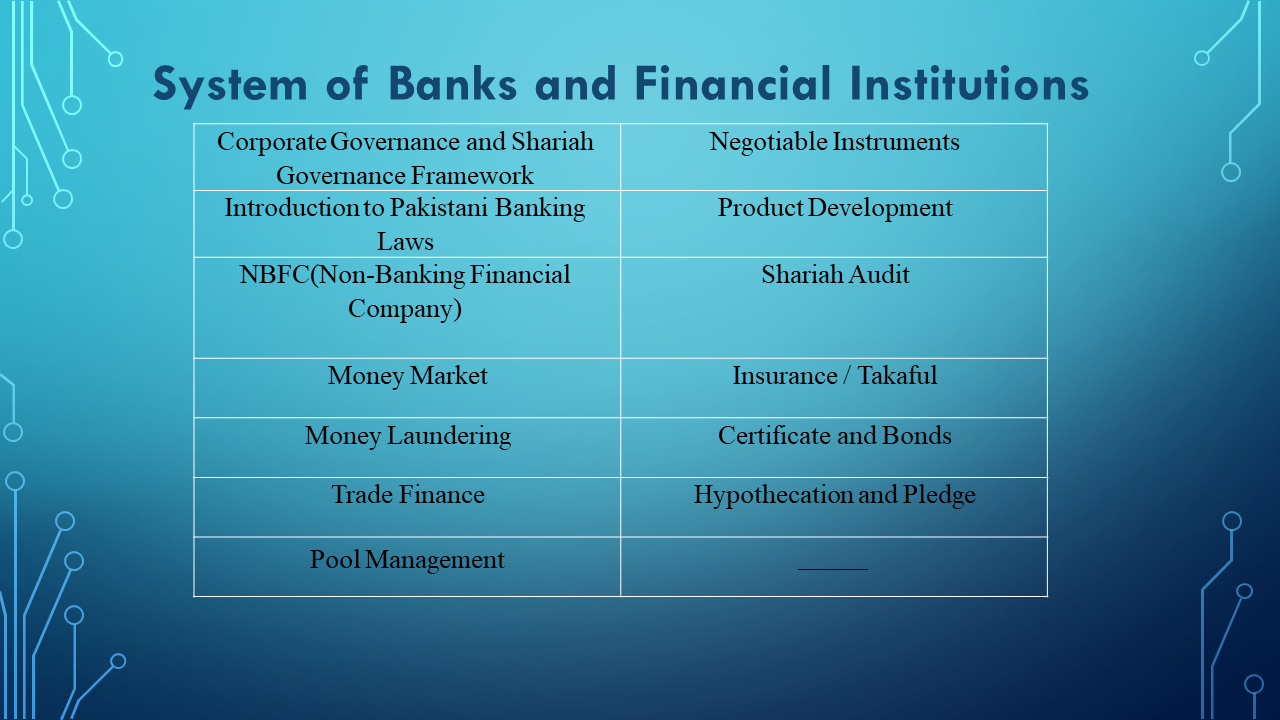 System of Banks and Financial Institutions
Corporate Governance and Shariah
Governance Framework
Negotiable Instruments
Introduction to Pakistani Banking
Laws
Product Development
NBFC(Non-Banking Financial
Company)
Shariah Audit
Money Market
Insurance / Takaful
Money Laundering
Certificate and Bonds
Trade Finance
Hypothecation and Pledge
Pool Management
______